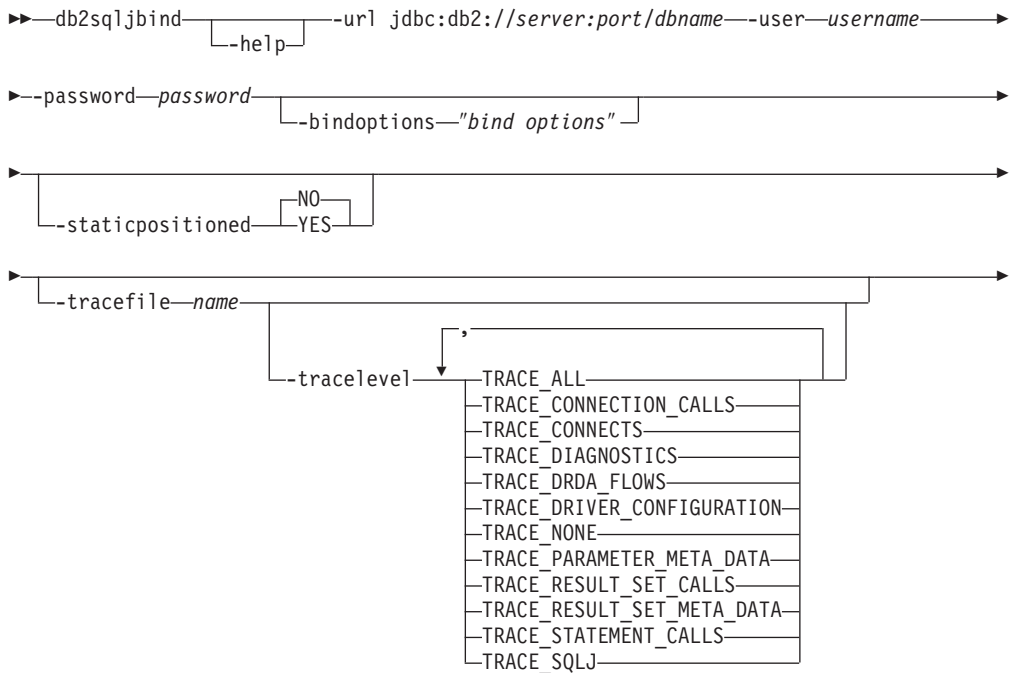 db2sqljbind -help -url jdbc:db2://server:port/dbname -user username
-password password -bindoptions "bind options"
-staticpositioned NO YES
-tracefile name
,
-tracelevel TRACE_ALL
TRACE_CONNECTION_CALLS
TRACE_CONNECTS
TRACE_DIAGNOSTICS
TRACE_DRDA_FLOWS
TRACE_DRIVER_CONFIGURATION
TRACE_NONE
TRACE_PARAMETER_META_DATA
TRACE_RESULT_SET_CALLS
TRACE_RESULT_SET_META_DATA
TRACE_STATEMENT_CALLS
TRACE_SQLJ